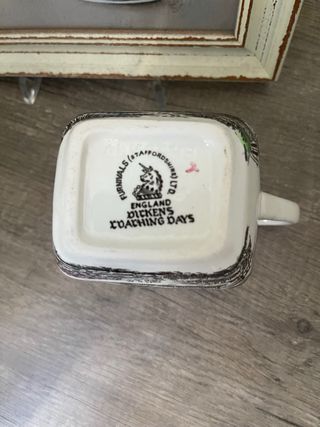 FURNIVALS (STAFFORDSHIRE) LTD.
ENGLAND
DICKENS
COACHING DAYS